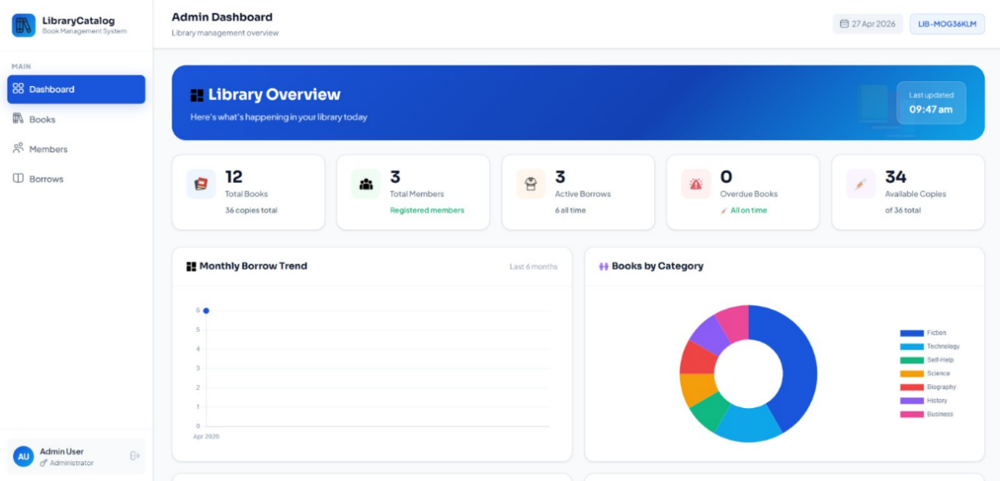 LibraryCatalog
Book Management System
MAIN
Dashboard
Books
Members
Borrows
AU
Admin User
Administrator
Admin Dashboard
Library management overview
27 Apr 2026
LIB-MOG36KLM
Library Overview
Here's what's happening in your library today
Last updated
09:47 am
12
Total Books
36 copies total
3
Total Members
Registered members
3
Active Borrows
6 all time
0
Overdue Books
All on time
34
Available Copies
of 36 total
Monthly Borrow Trend
Last 6 months
6
5
4
3
2
1
0
Apr 2026
Books by Category
Fiction
Technology
Self-Help
Science
Biography
History
Business